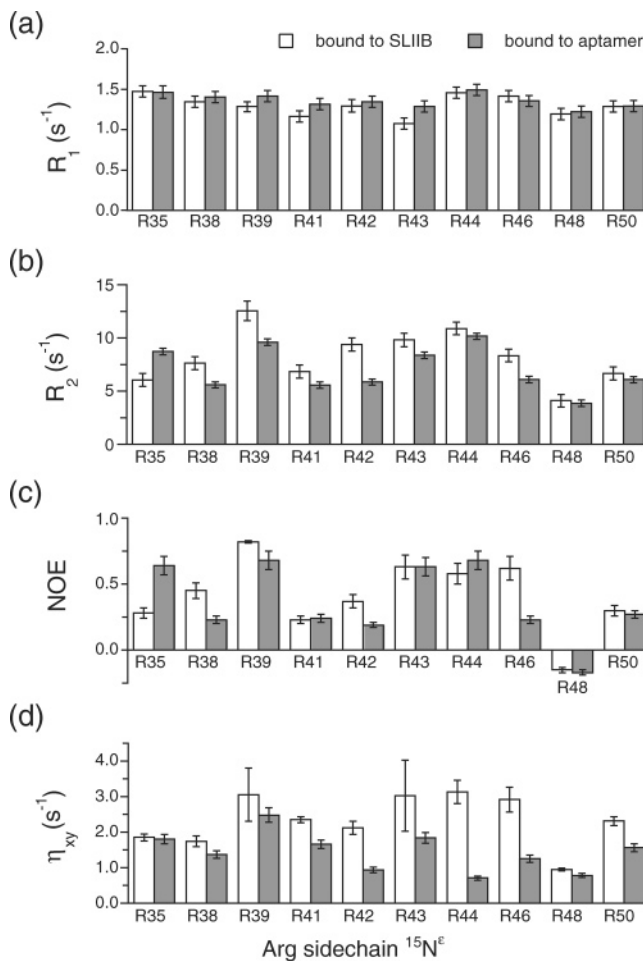 (a)
bound to SLIIB bound to aptamer
2.0
1.5
1.0
0.5
0.0
R₁ (s⁻¹)
R35 R38 R39 R41 R42 R43 R44 R46 R48 R50
(b)
15
10
5
0
R₂ (s⁻¹)
R35 R38 R39 R41 R42 R43 R44 R46 R48 R50
(c)
1.0
0.5
0.0
NOE
R35 R38 R39 R41 R42 R43 R44 R46 R48 R50
(d)
4.0
3.0
2.0
1.0
0.0
ηxy(s⁻¹)
R35 R38 R39 R41 R42 R43 R44 R46 R48 R50
Arg sidechain ¹⁵Nᵋ